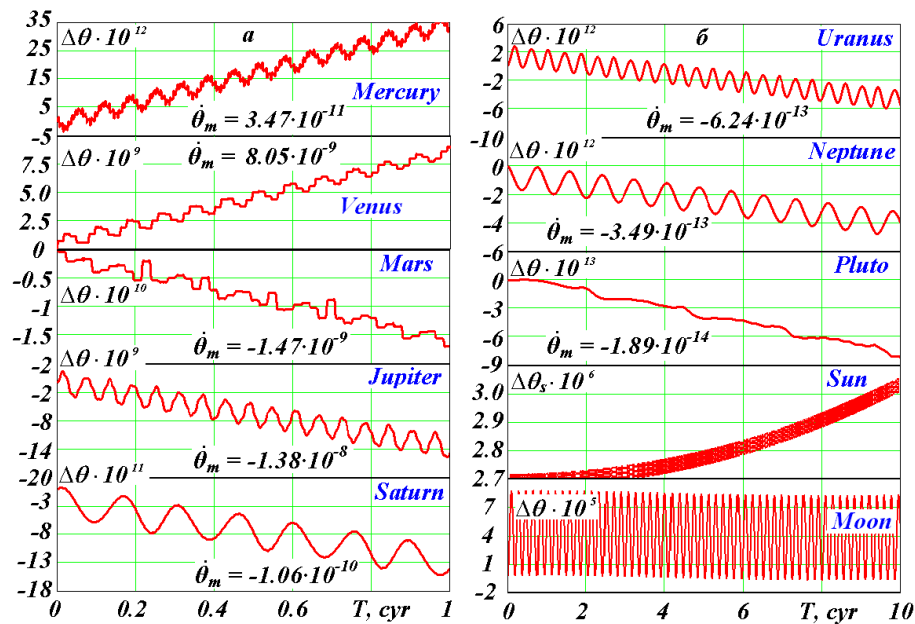 35
25
15
5
-5
Δθ · 10¹²
а
Mercury
θ̇ₘ = 3.47·10⁻¹¹
7.5
5.0
2.5
0
Δθ · 10⁹
θ̇ₘ = 8.05·10⁻⁹
Venus
-0.5
-1
-1.5
-2
Mars
Δθ · 10¹⁰
θ̇ₘ = -1.47·10⁻⁹
Δθ · 10⁹
-2
-8
-14
-20
Jupiter
θ̇ₘ = -1.38·10⁻⁸
Δθ · 10¹¹
-3
-8
-13
-18
Saturn
θ̇ₘ = -1.06·10⁻¹⁰
0 0.2 0.4 0.6 T, cyr 1
6
2
-2
-6
-10
Δθ · 10¹²
б
Uranus
θ̇ₘ = -6.24·10⁻¹³
Δθ · 10¹²
0
-2
-4
-6
Neptune
θ̇ₘ = -3.49·10⁻¹³
Δθ · 10¹³
0
-3
-6
-9
Pluto
θ̇ₘ = -1.89·10⁻¹⁴
3.0
2.9
2.8
2.7
Δθₛ · 10⁶
Sun
7
4
1
-2
Δθ · 10⁵
Moon
0 2 4 6 T, cyr 10